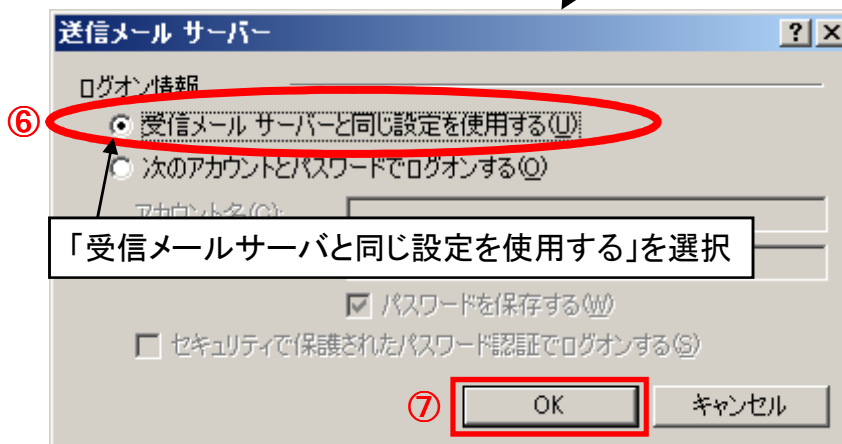 送信メール サーバー
ログオン情報
⑥
受信メール サーバーと同じ設定を使用する(U)
次のアカウントとパスワードでログオンする(O)
アカウント名(C):
「受信メールサーバと同じ設定を使用する」を選択
パスワードを保存する(W)
セキュリティで保護されたパスワード認証でログオンする(S)
⑦ OK キャンセル